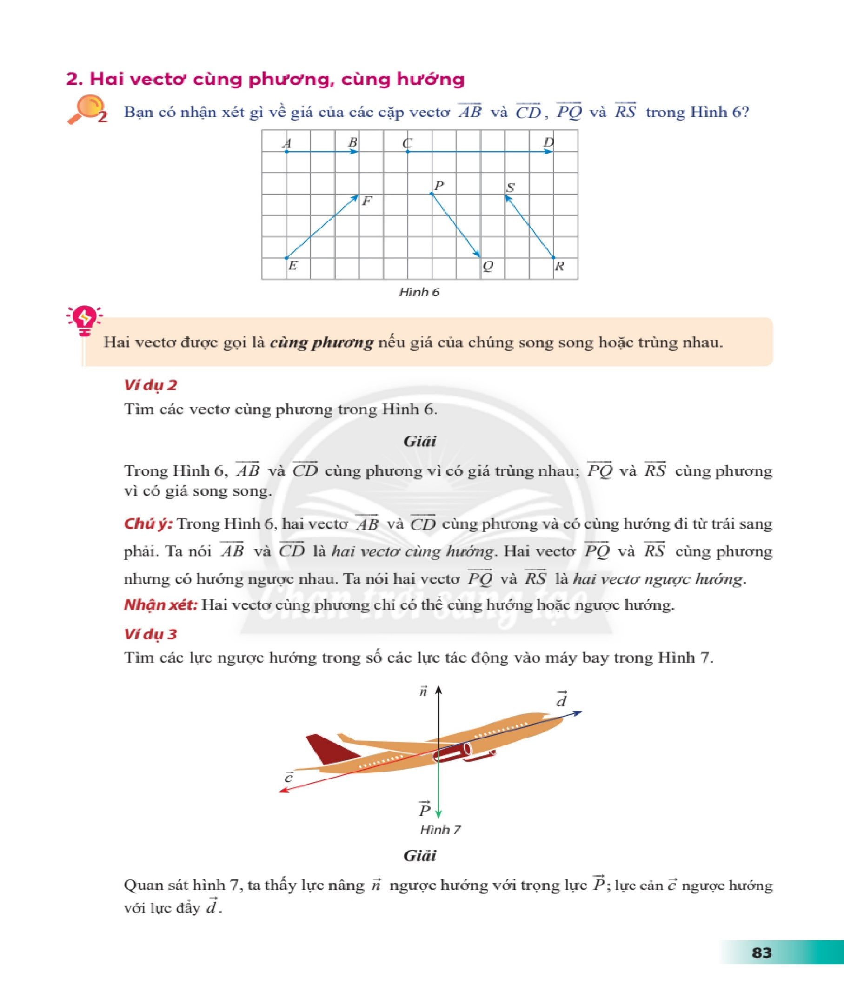 2. Hai vectơ cùng phương, cùng hướng
2 Bạn có nhận xét gì về giá của các cặp vectơ $\overrightarrow{AB}$ và $\overrightarrow{CD}$, $\overrightarrow{PQ}$ và $\overrightarrow{RS}$ trong Hình 6?
A B C D
P S
F
E Q R
Hình 6
Hai vectơ được gọi là cùng phương nếu giá của chúng song song hoặc trùng nhau.
Ví dụ 2
Tìm các vectơ cùng phương trong Hình 6.
Giải
Trong Hình 6, $\overrightarrow{AB}$ và $\overrightarrow{CD}$ cùng phương vì có giá trùng nhau; $\overrightarrow{PQ}$ và $\overrightarrow{RS}$ cùng phương
vì có giá song song.
Chú ý: Trong Hình 6, hai vectơ $\overrightarrow{AB}$ và $\overrightarrow{CD}$ cùng phương và có cùng hướng đi từ trái sang
phải. Ta nói $\overrightarrow{AB}$ và $\overrightarrow{CD}$ là hai vectơ cùng hướng. Hai vectơ $\overrightarrow{PQ}$ và $\overrightarrow{RS}$ cùng phương
nhưng có hướng ngược nhau. Ta nói hai vectơ $\overrightarrow{PQ}$ và $\overrightarrow{RS}$ là hai vectơ ngược hướng.
Chân trời sáng tạo
Nhận xét: Hai vectơ cùng phương chỉ có thể cùng hướng hoặc ngược hướng.
Ví dụ 3
Tìm các lực ngược hướng trong số các lực tác động vào máy bay trong Hình 7.
$\vec{n}$
$\vec{d}$
$\vec{c}$
$\vec{P}$
Hình 7
Giải
Quan sát hình 7, ta thấy lực nâng $\vec{n}$ ngược hướng với trọng lực $\vec{P}$; lực cản $\vec{c}$ ngược hướng
với lực đẩy $\vec{d}$.
83